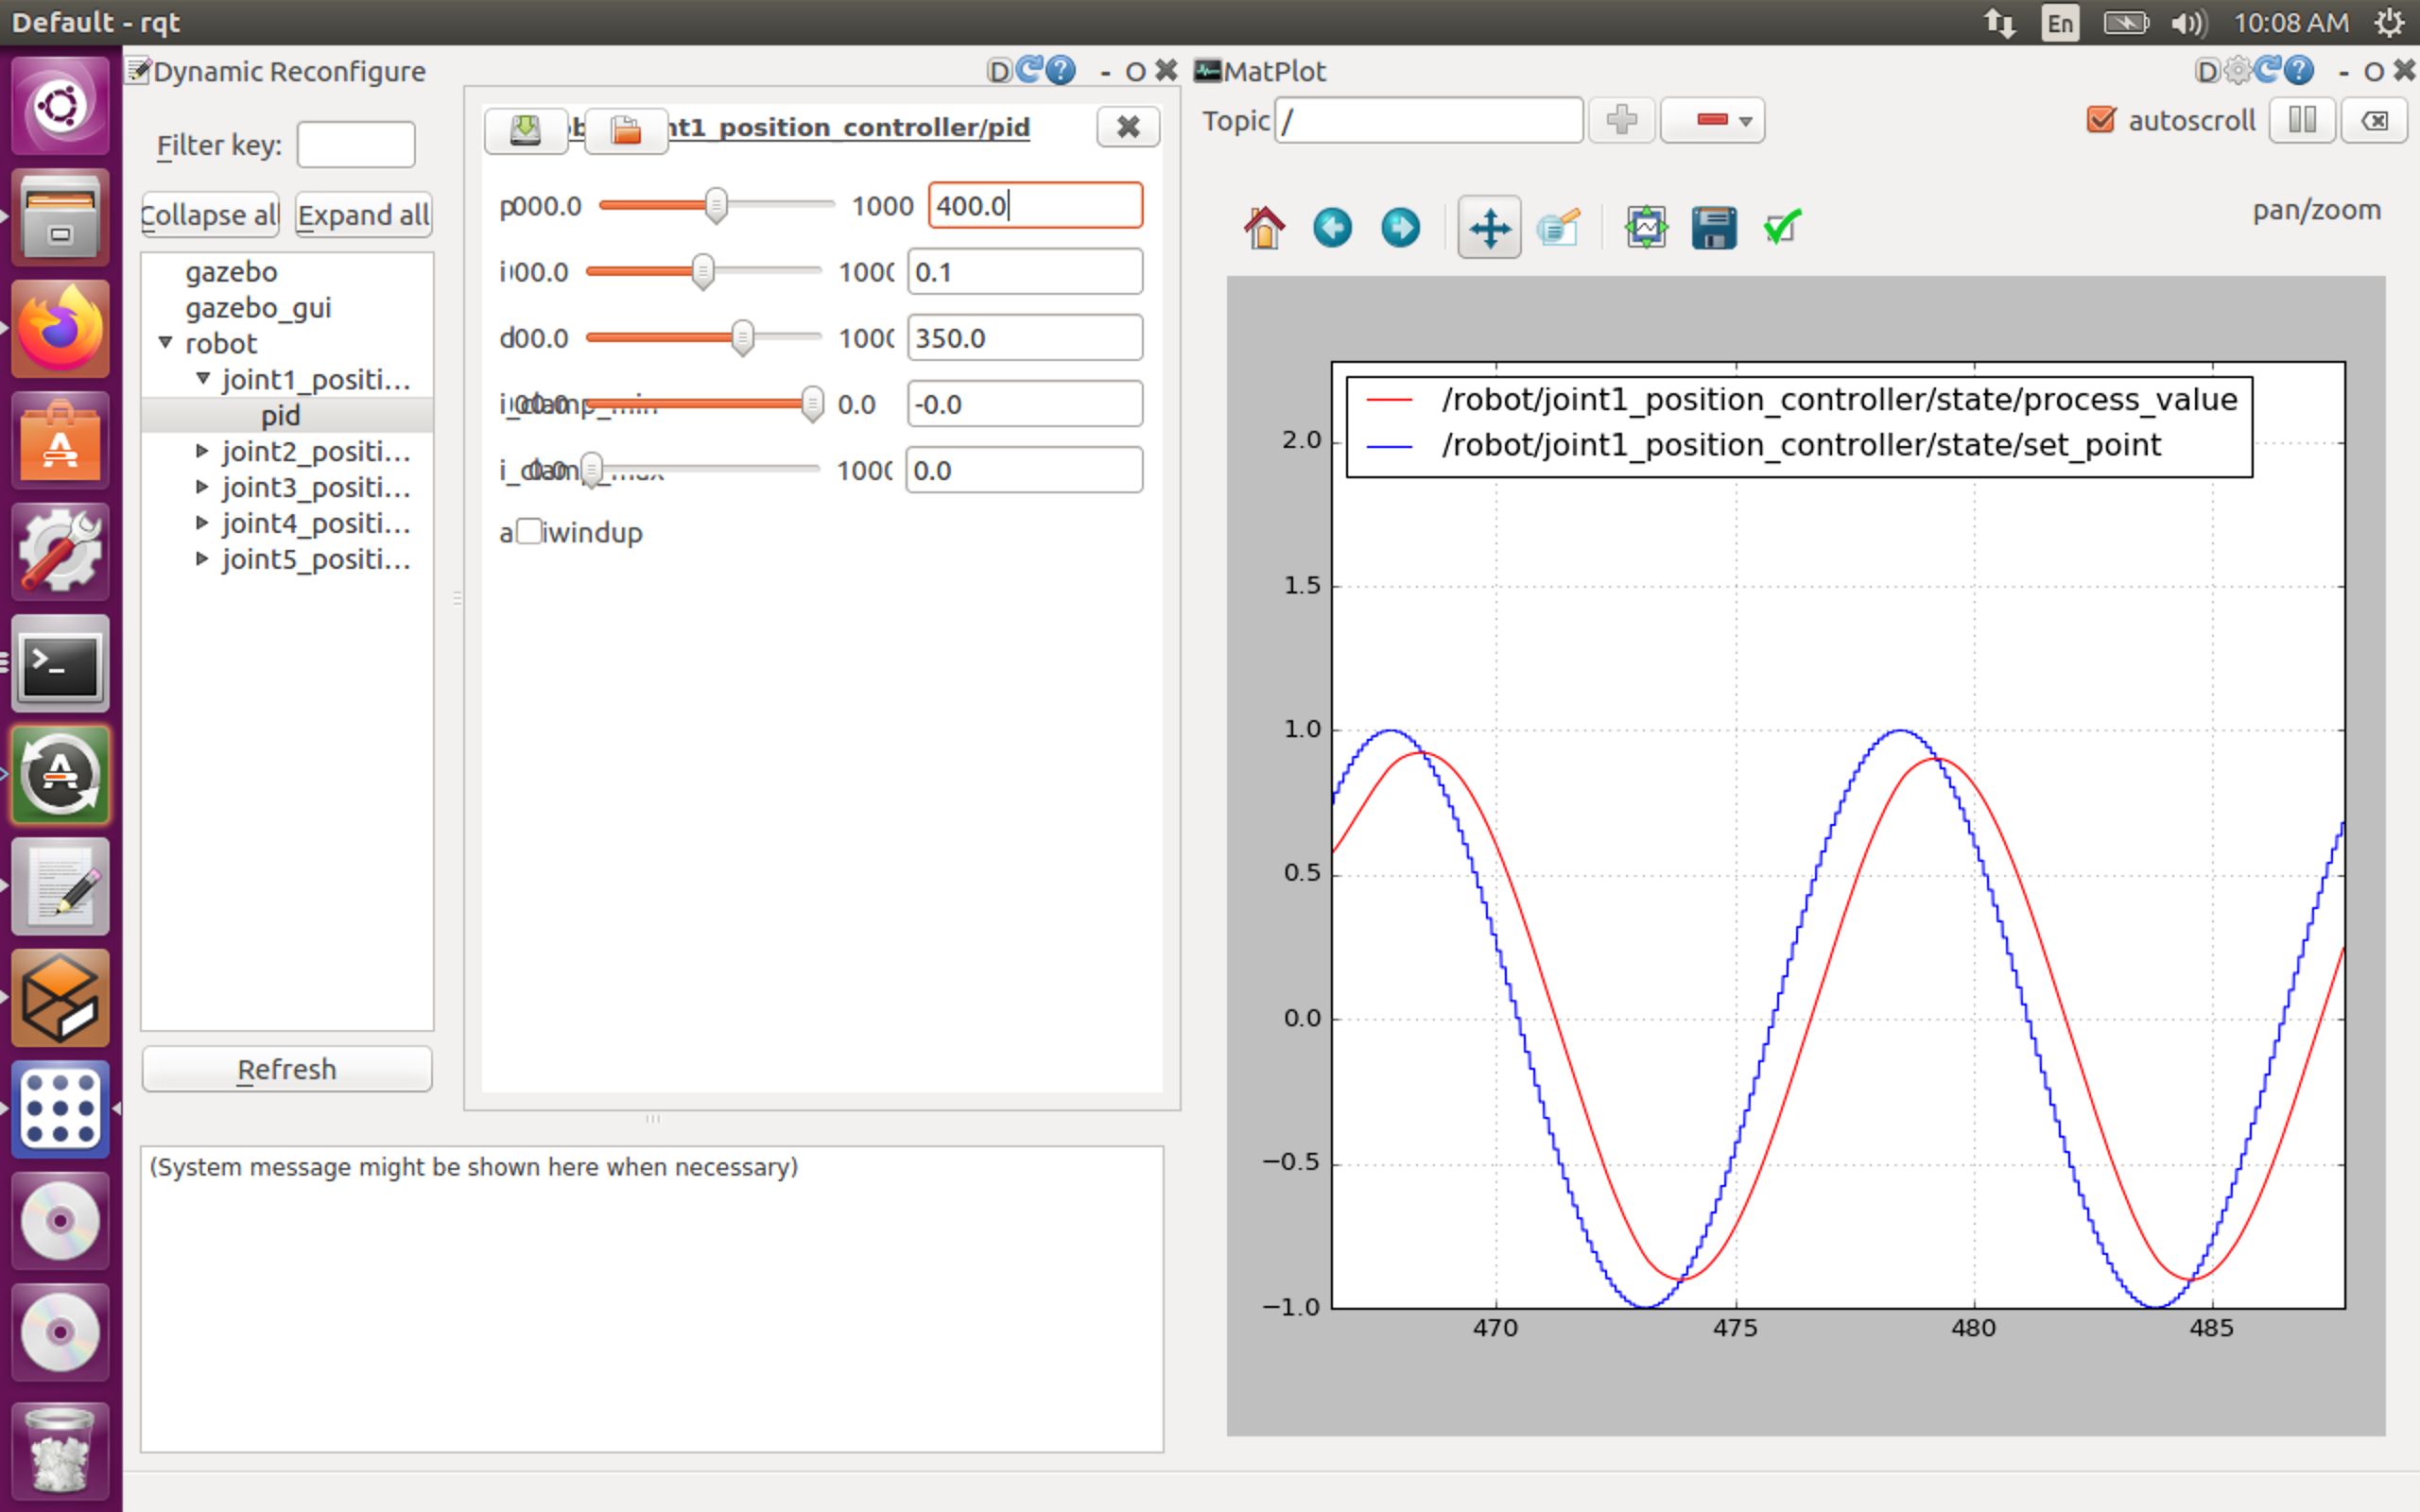 Default - rqt
En
10:08 AM
Dynamic Reconfigure
D
- O
MatPlot
D
- O
Filter key:
Collapse all
Expand all
gazebo
gazebo_gui
robot
joint1_positi...
pid
joint2_positi...
joint3_positi...
joint4_positi...
joint5_positi...
Refresh
nt1_position_controller/pid
p000.0
1000
400.0
i00.0
1000
0.1
d00.0
1000
350.0
i_clamp_min
0.0
-0.0
i_clamp_max
0.0
1000
0.0
a iwindup
(System message might be shown here when necessary)
Topic
/
autoscroll
pan/zoom
/robot/joint1_position_controller/state/process_value
/robot/joint1_position_controller/state/set_point
2.0
1.5
1.0
0.5
0.0
−0.5
−1.0
470
475
480
485